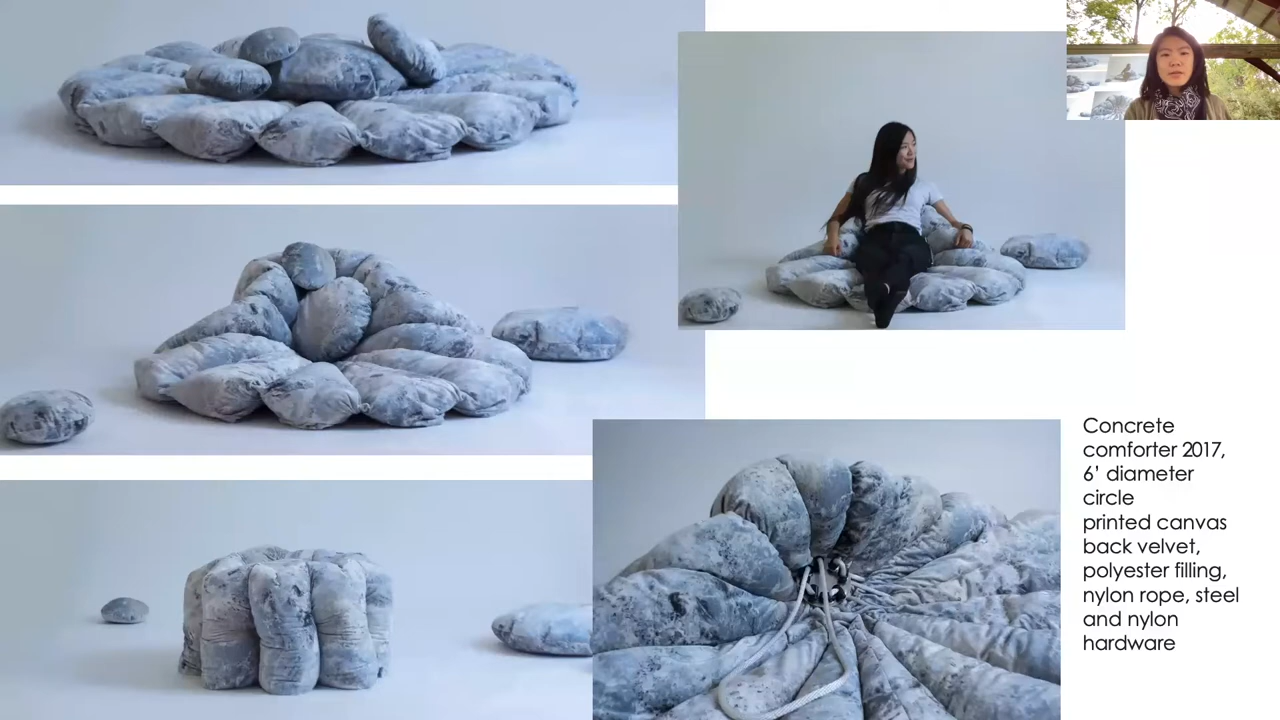 Concrete
comforter 2017,
6' diameter
circle
printed canvas
back velvet,
polyester filling,
nylon rope, steel
and nylon
hardware